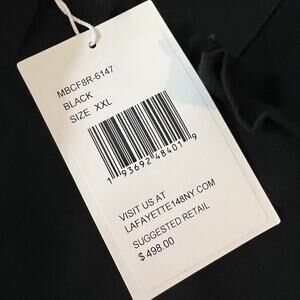 MBCF8R-6147
BLACK
SIZE XXL
1 93692 48401 9
VISIT US AT
LAFAYETTE148NY.COM
SUGGESTED RETAIL
$498.00